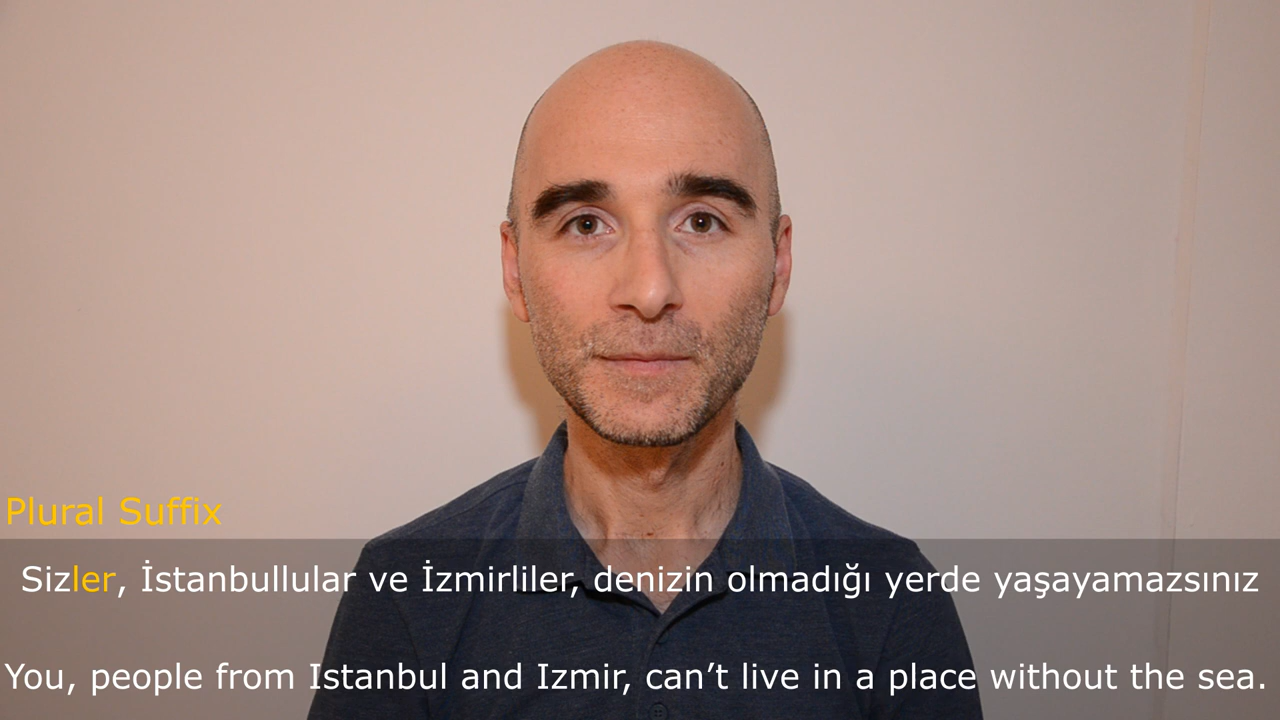 Plural Suffix
Sizler, İstanbullular ve İzmirliler, denizin olmadığı yerde yaşayamazsınız
You, people from Istanbul and Izmir, can’t live in a place without the sea.